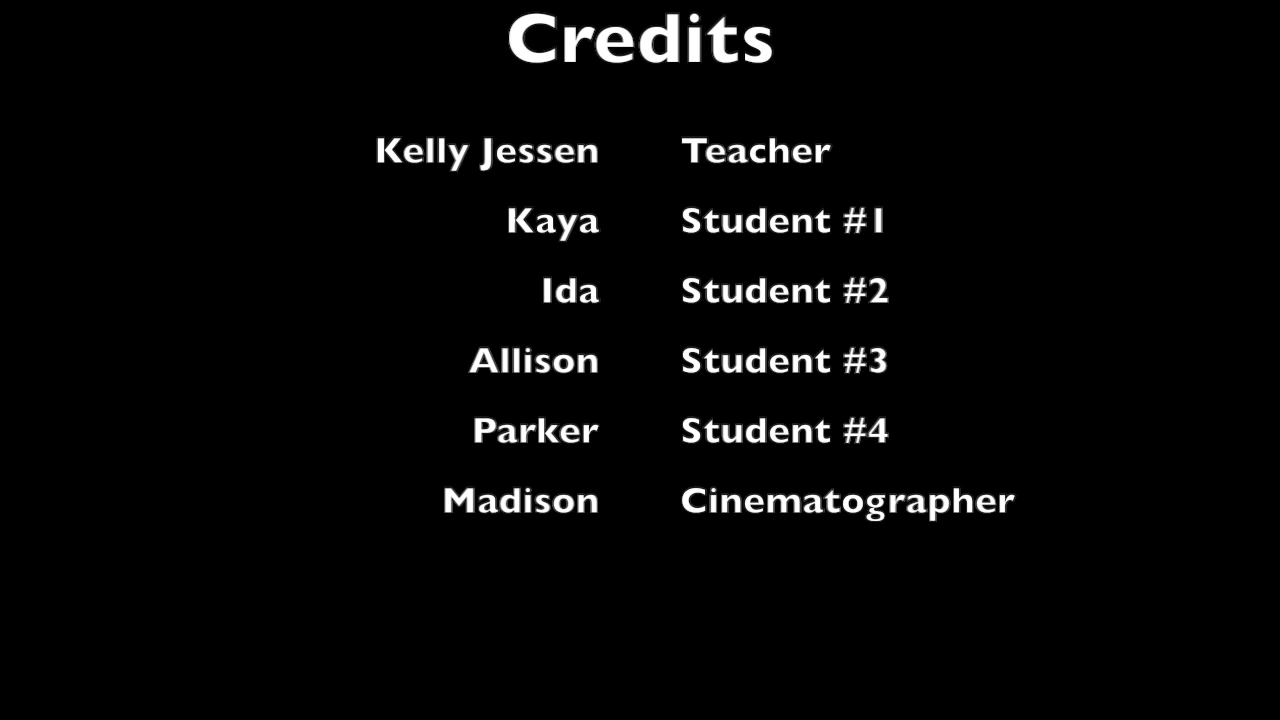 Credits
Kelly Jessen Teacher
Kaya Student #1
Ida Student #2
Allison Student #3
Parker Student #4
Madison Cinematographer